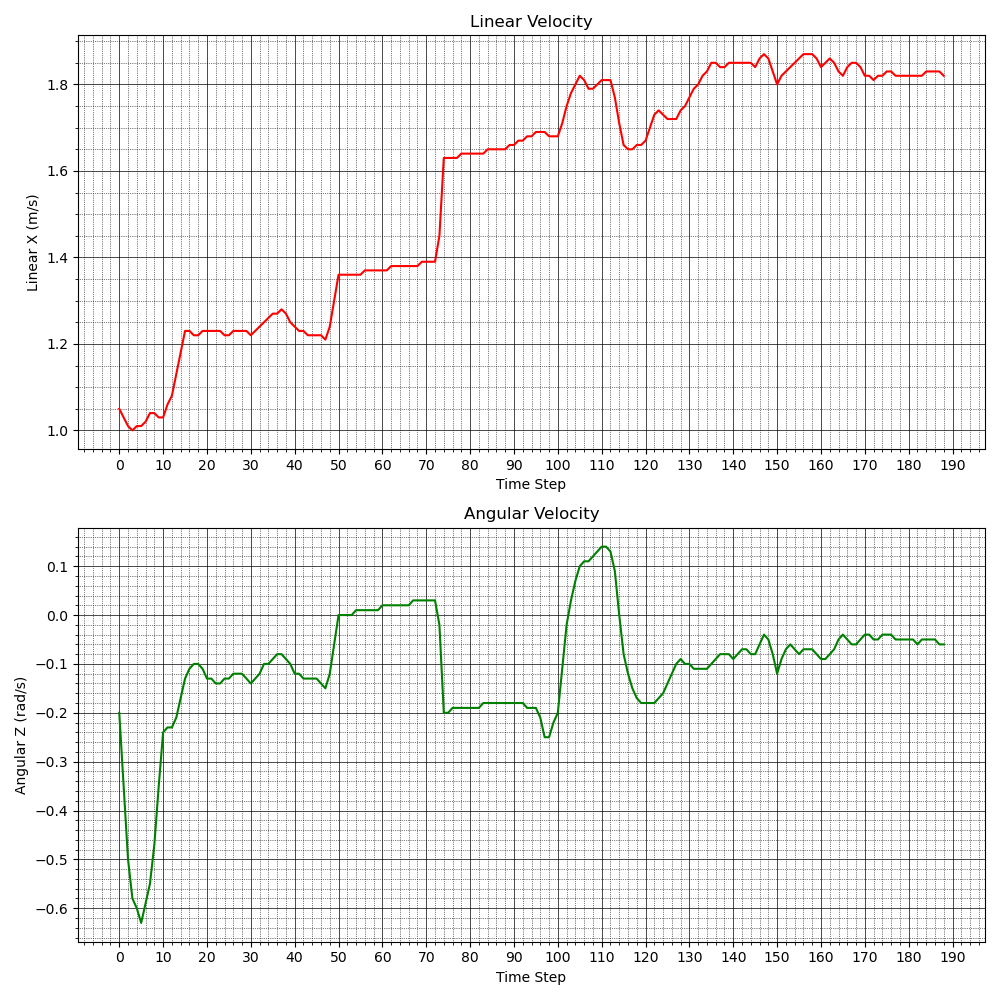 Linear Velocity
Linear X (m/s)
1.8
1.6
1.4
1.2
1.0
0 10 20 30 40 50 60 70 80 90 100 110 120 130 140 150 160 170 180 190
Time Step
Angular Velocity
Angular Z (rad/s)
0.1
0.0
−0.1
−0.2
−0.3
−0.4
−0.5
−0.6
0 10 20 30 40 50 60 70 80 90 100 110 120 130 140 150 160 170 180 190
Time Step